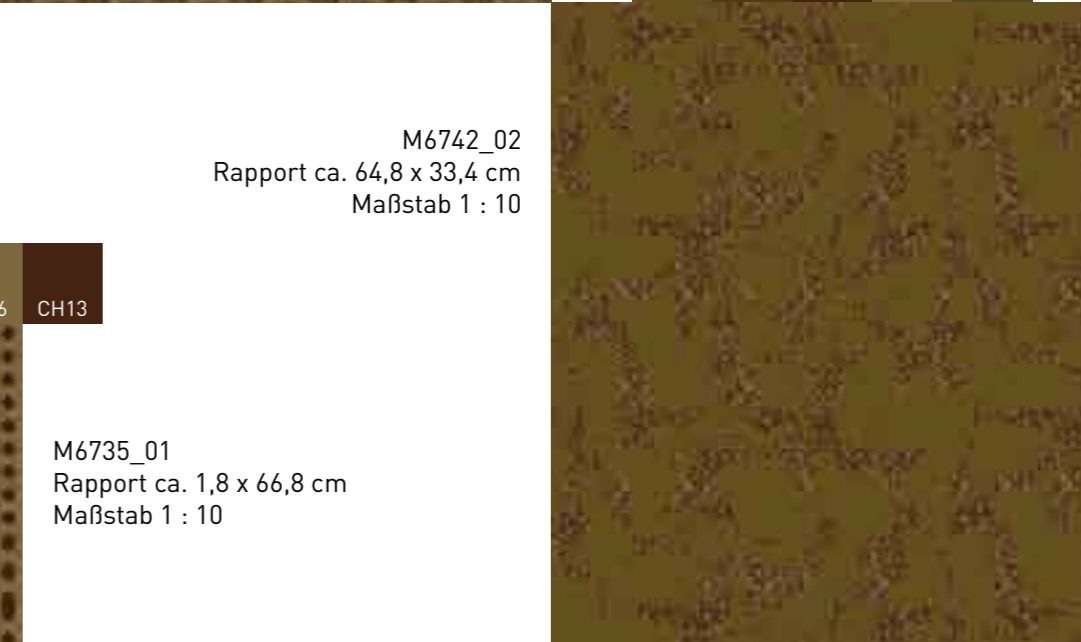 M6742_02
Rapport ca. 64,8 x 33,4 cm
Maßstab 1 : 10
6 CH13
M6735_01
Rapport ca. 1,8 x 66,8 cm
Maßstab 1 : 10